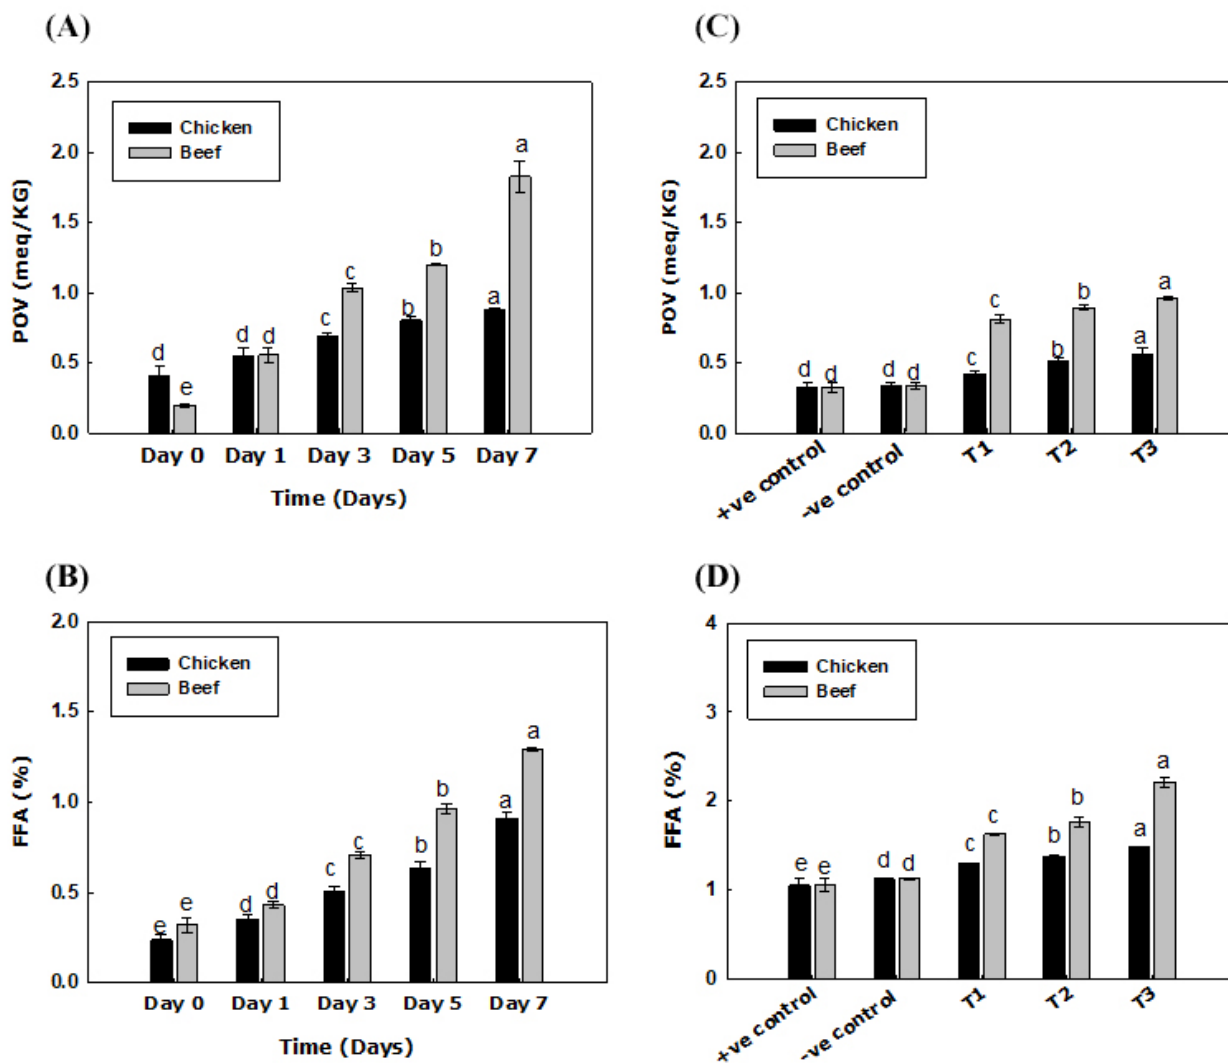 (A)
2.5
2.0
1.5
1.0
0.5
0.0
POV (meq/KG)
Chicken
Beef
d
e
d
d
c
c
b
b
a
a
Day 0 Day 1 Day 3 Day 5 Day 7
Time (Days)
(C)
2.5
2.0
1.5
1.0
0.5
0.0
POV (meq/KG)
Chicken
Beef
d
d
d
d
c
c
b
b
a
a
+ve control
-ve control
T1
T2
T3
(B)
2.0
1.5
1.0
0.5
0.0
FFA (%)
Chicken
Beef
e
e
d
d
c
c
b
b
a
a
Day 0 Day 1 Day 3 Day 5 Day 7
Time (Days)
(D)
4
3
2
1
0
FFA (%)
Chicken
Beef
e
e
d
d
c
c
b
b
a
a
+ve control
-ve control
T1
T2
T3